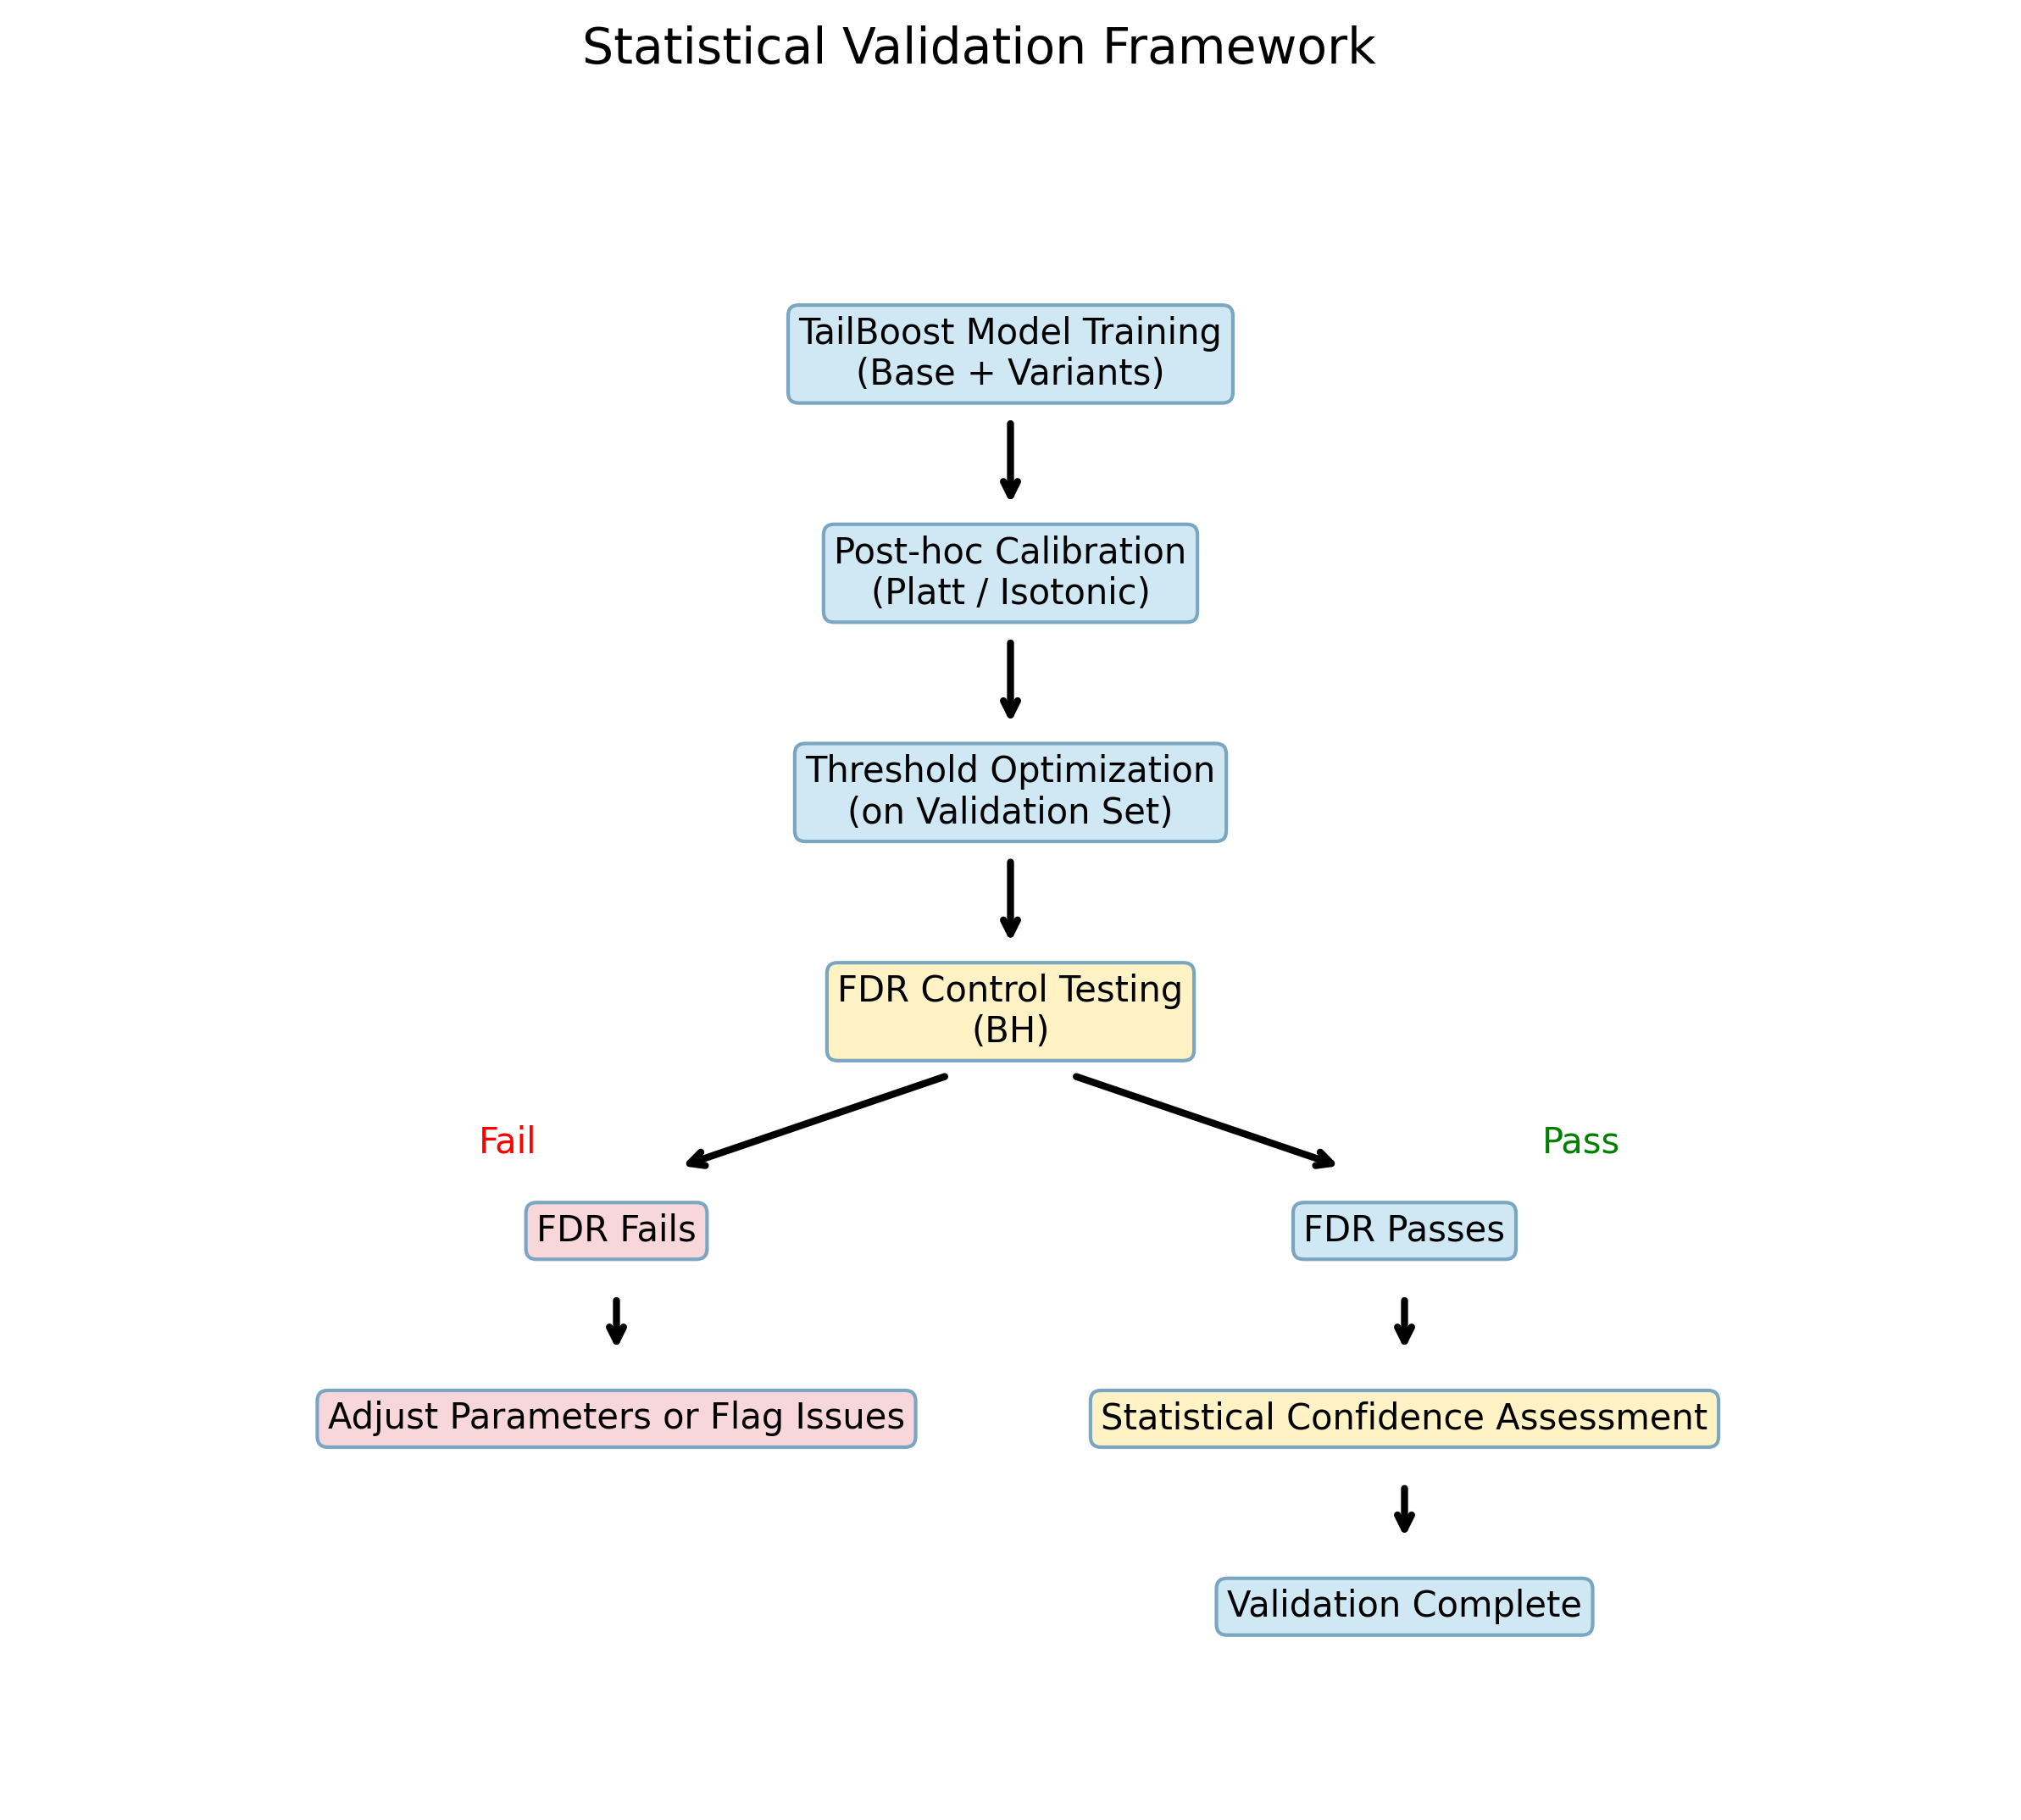 Statistical Validation Framework
TailBoost Model Training
(Base + Variants)
Post-hoc Calibration
(Platt / Isotonic)
Threshold Optimization
(on Validation Set)
FDR Control Testing
(BH)
Fail
Pass
FDR Fails
FDR Passes
Adjust Parameters or Flag Issues
Statistical Confidence Assessment
Validation Complete